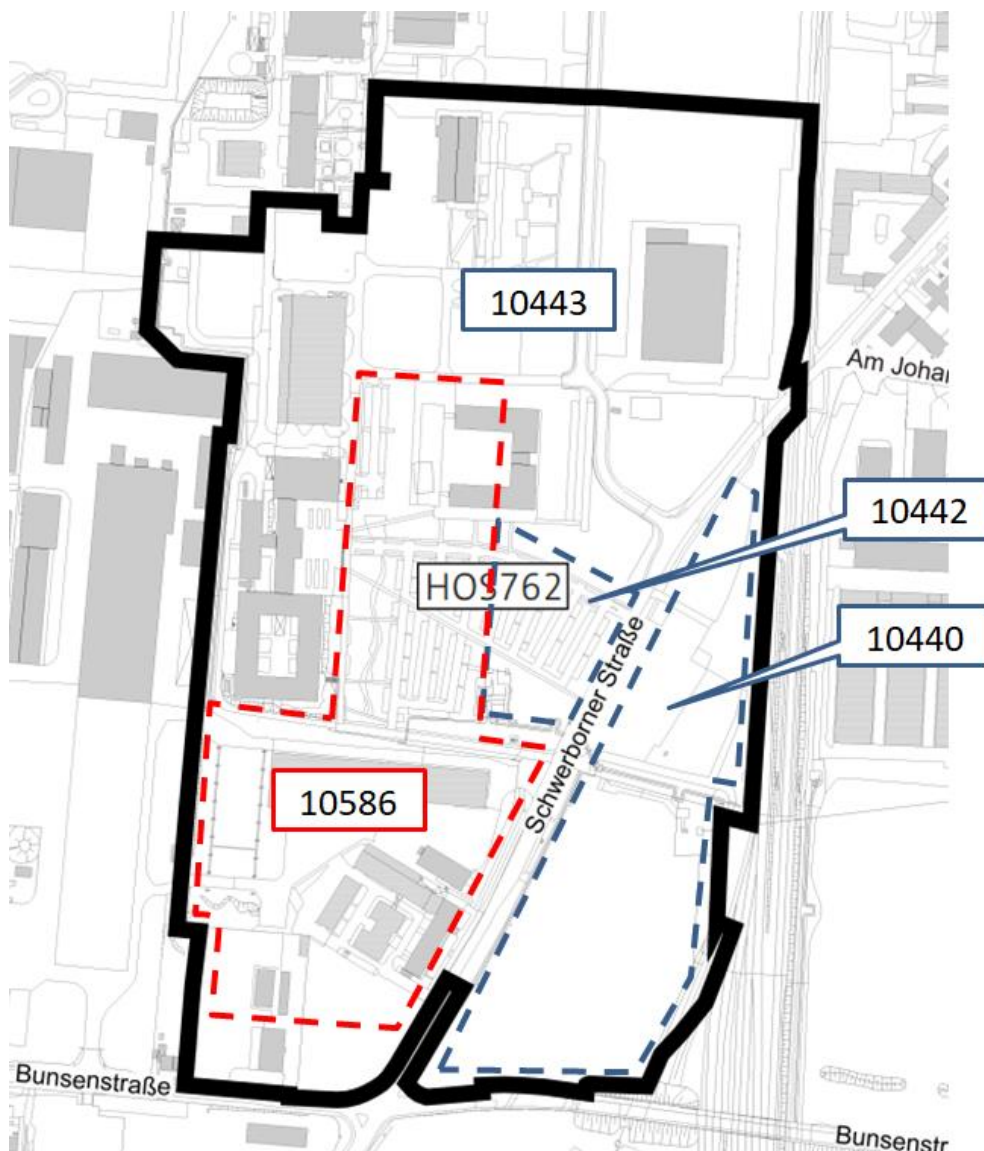 10443
Am Johan
10442
HOS762
10440
Schwerborner Straße
10586
Bunsenstraße
Bunsenstr